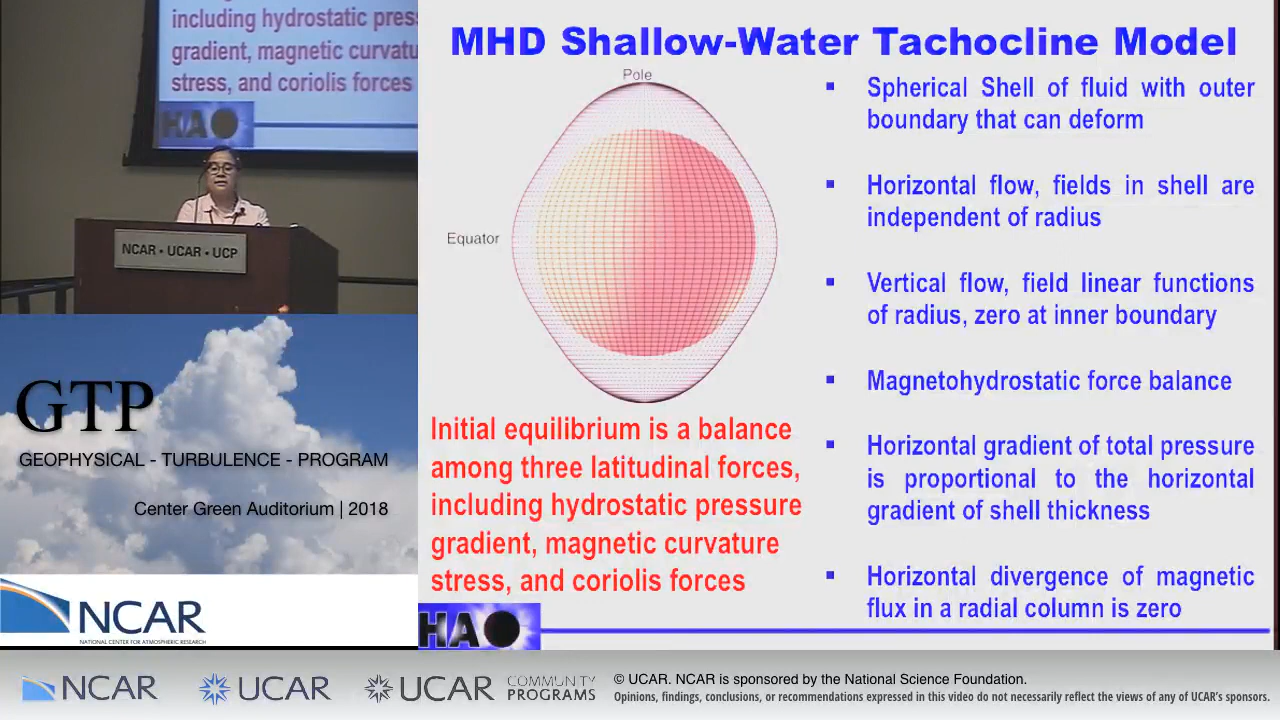 including hydrostatic pres
gradient, magnetic curvatu
stress, and coriolis forces
HA
NCAR • UCAR • UCP
GTP
GEOPHYSICAL - TURBULENCE - PROGRAM
Center Green Auditorium | 2018
NCAR
NATIONAL CENTER FOR ATMOSPHERIC RESEARCH
MHD Shallow-Water Tachocline Model
Pole
Equator
Initial equilibrium is a balance
among three latitudinal forces,
including hydrostatic pressure
gradient, magnetic curvature
stress, and coriolis forces
▪ Spherical Shell of fluid with outer
boundary that can deform
▪ Horizontal flow, fields in shell are
independent of radius
▪ Vertical flow, field linear functions
of radius, zero at inner boundary
▪ Magnetohydrostatic force balance
▪ Horizontal gradient of total pressure
is proportional to the horizontal
gradient of shell thickness
▪ Horizontal divergence of magnetic
flux in a radial column is zero
HA
NCAR
UCAR
UCAR
COMMUNITY
PROGRAMS
© UCAR. NCAR is sponsored by the National Science Foundation.
Opinions, findings, conclusions, or recommendations expressed in this video do not necessarily reflect the views of any of UCAR's sponsors.